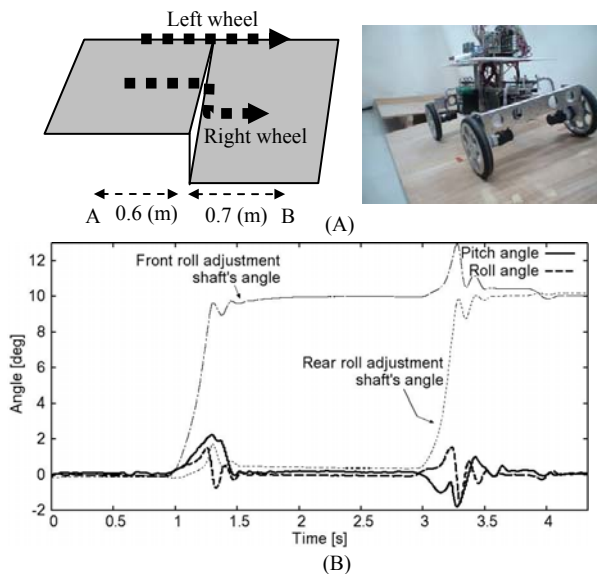 Left wheel
Right wheel
A 0.6 (m) 0.7 (m) B
(A)
12
10
8
6
4
2
0
-2
Angle [deg]
Front roll adjustment
shaft's angle
Pitch angle
Roll angle
Rear roll adjustment
shaft's angle
0 0.5 1 1.5 2 2.5 3 3.5 4
Time [s]
(B)